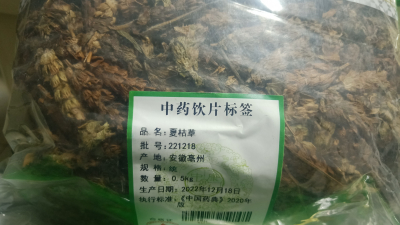 中药饮片标签
品 名: 夏枯草
批 号: 221218
产 地: 安徽亳州
规 格: 统
数 量: 0.5kg
生产日期: 2022年12月18日
执行标准: 《中国药典》2020年
版